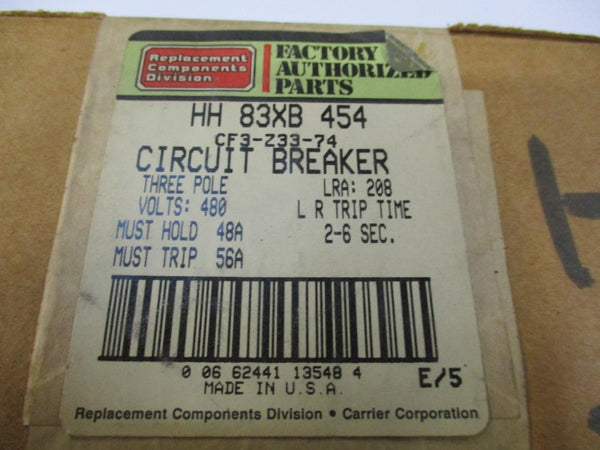 Replacement
Components
Division
FACTORY
AUTHORIZED
PARTS
HH 83XB 454
CF3-Z33-74
CIRCUIT BREAKER
THREE POLE
LRA: 208
VOLTS: 480
L R TRIP TIME
MUST HOLD 48A
2-6 SEC.
MUST TRIP 56A
0 06 62441 13548 4
MADE IN U.S.A.
E/5
Replacement Components Division • Carrier Corporation
H